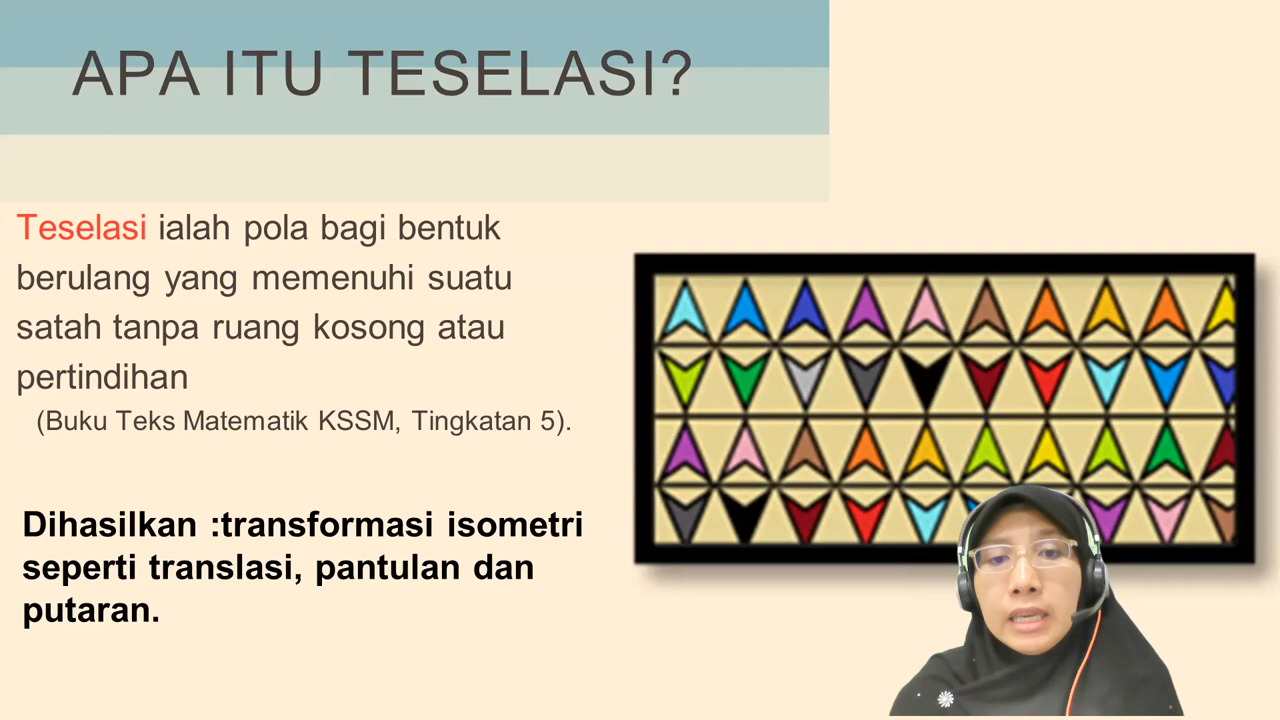 APA ITU TESELASI?
Teselasi ialah pola bagi bentuk
berulang yang memenuhi suatu
satah tanpa ruang kosong atau
pertindihan
(Buku Teks Matematik KSSM, Tingkatan 5).
Dihasilkan :transformasi isometri
seperti translasi, pantulan dan
putaran.